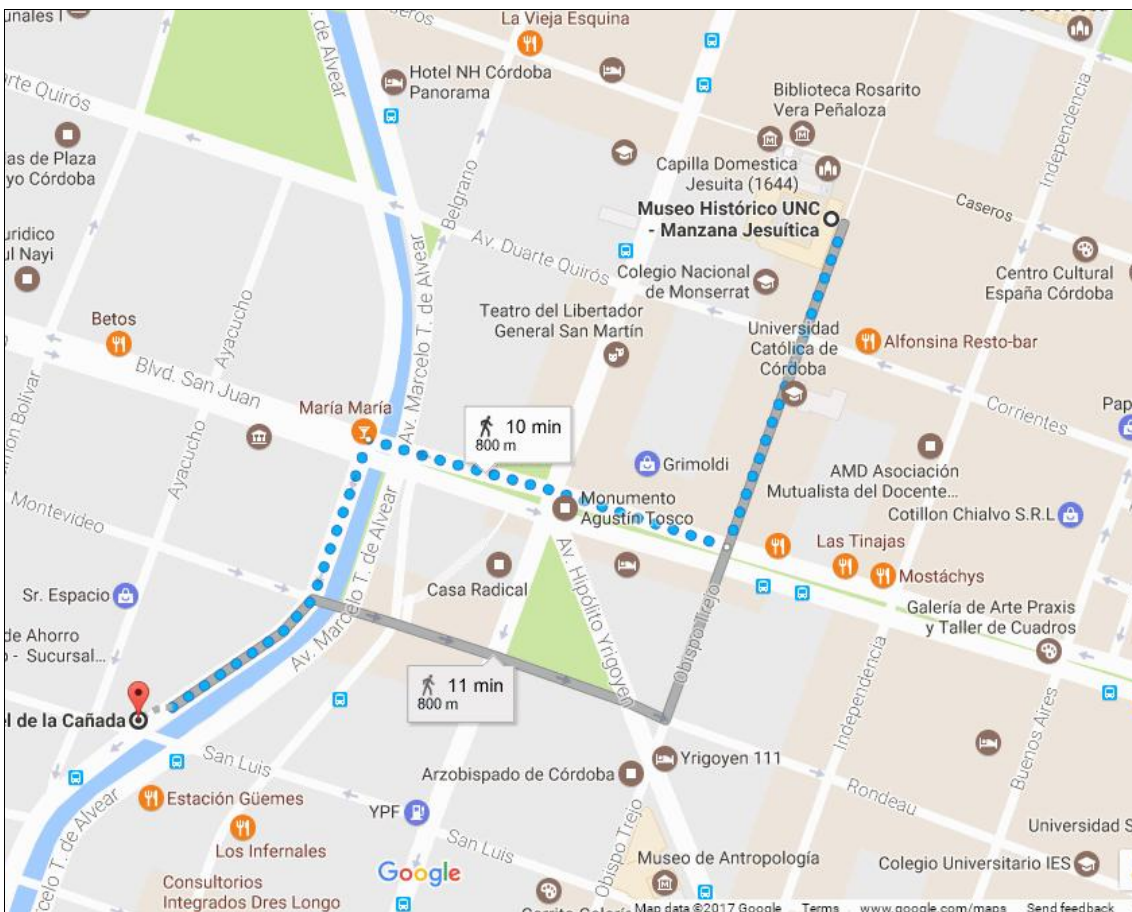 unales I
Caseros
La Vieja Esquina
de Alvear
Hotel NH Córdoba
Panorama
Biblioteca Rosarito
Vera Peñaloza
Independencia
Duarte Quirós
as de Plaza
yo Córdoba
Capilla Domestica
Jesuita (1644)
Museo Histórico UNC
- Manzana Jesuítica
Caseros
Belgrano
Av. Duarte Quirós
uridico
ul Nayi
Colegio Nacional
de Monserrat
Centro Cultural
España Córdoba
Av. Marcelo T. de Alvear
Ayacucho
Betos
Teatro del Libertador
General San Martín
Universidad
Católica de
Córdoba
Alfonsina Resto-bar
Blvd. San Juan
Bolivar
María María
10 min
800 m
Corrientes
Pap
Grimoldi
AMD Asociación
Mutualista del Docente...
Ayacucho
Montevideo
Monumento
Agustín Tosco
Cotillon Chialvo S.R.L
Las Tinajas
Mostáchys
Casa Radical
Av. Hipólito Yrigoyen
Obispo Trejo
Sr. Espacio
Galería de Arte Praxis
y Taller de Cuadros
de Ahorro
- Sucursal...
Av. Marcelo T. de Alvear
11 min
800 m
Independencia
Buenos Aires
el de la Cañada
San Luis
Yrigoyen 111
Arzobispado de Córdoba
Rondeau
Estación Güemes
YPF
Los Infernales
Marcelo T. de Alvear
San Luis
Obispo Trejo
Universidad S
Museo de Antropología
Colegio Universitario IES
Google
Consultorios
Integrados Dres Longo
Map data ©2017 Google Terms www.google.com/maps Send feedback